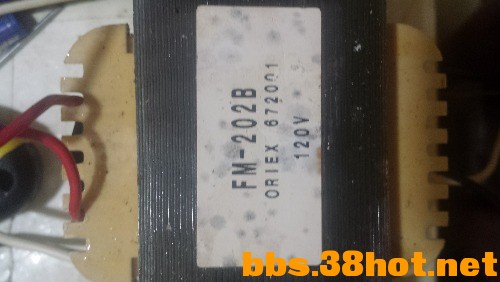 FM-202B
ORIEX 672001
120V
bbs.38hot.net